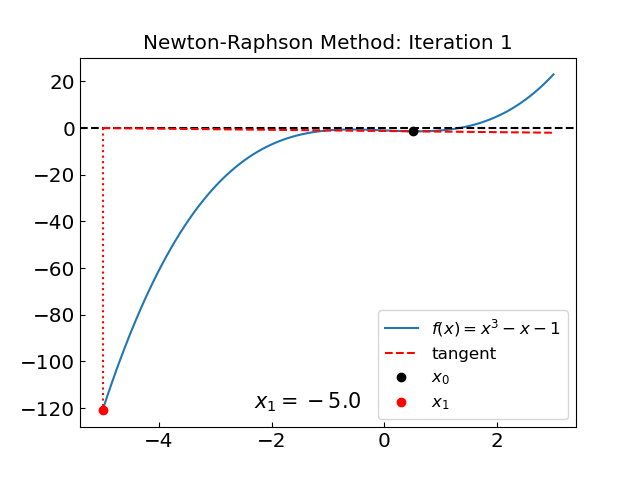 Newton-Raphson Method: Iteration 1
20
0
−20
−40
−60
−80
−100
−120
−4
−2
0
2
x₁ = −5.0
f(x) = x³ − x − 1
tangent
x₀
x₁